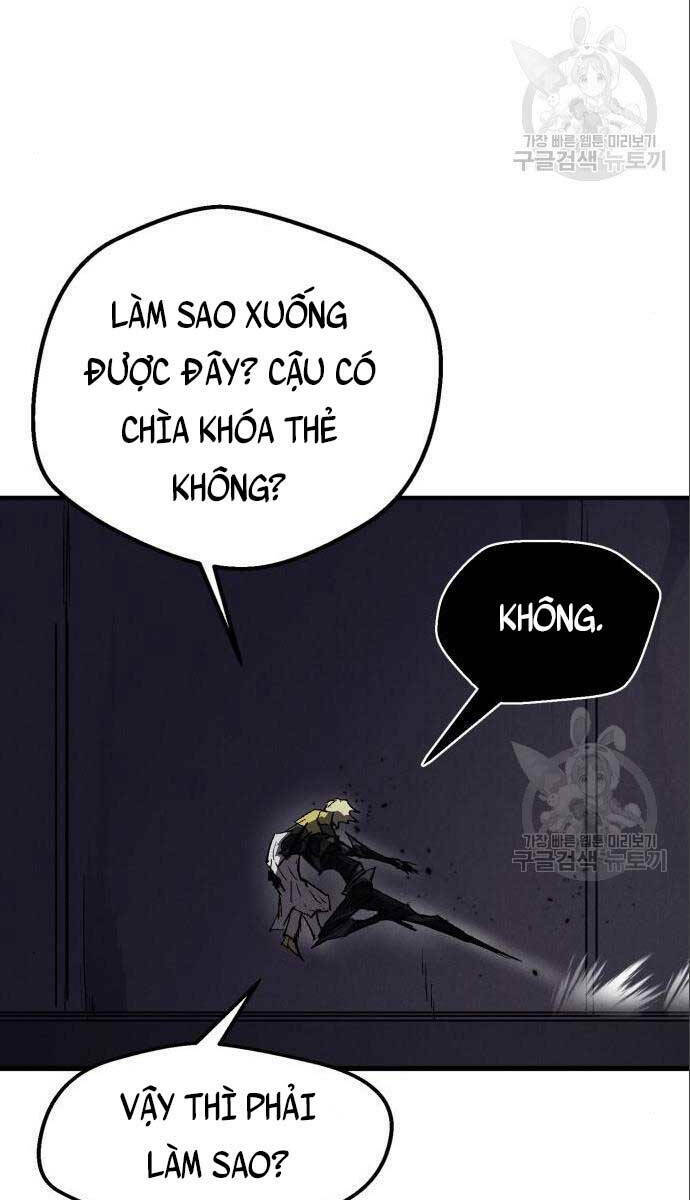 가장 빠른 웹툰 미리보기
구글검색 뉴토끼
LÀM SAO XUỐNG
ĐƯỢC ĐÂY? CẬU CÓ
CHÌA KHÓA THẺ
KHÔNG?
KHÔNG.
가장 빠른 웹툰 미리보기
구글검색 뉴토끼
VẬY THÌ PHẢI
LÀM SAO?